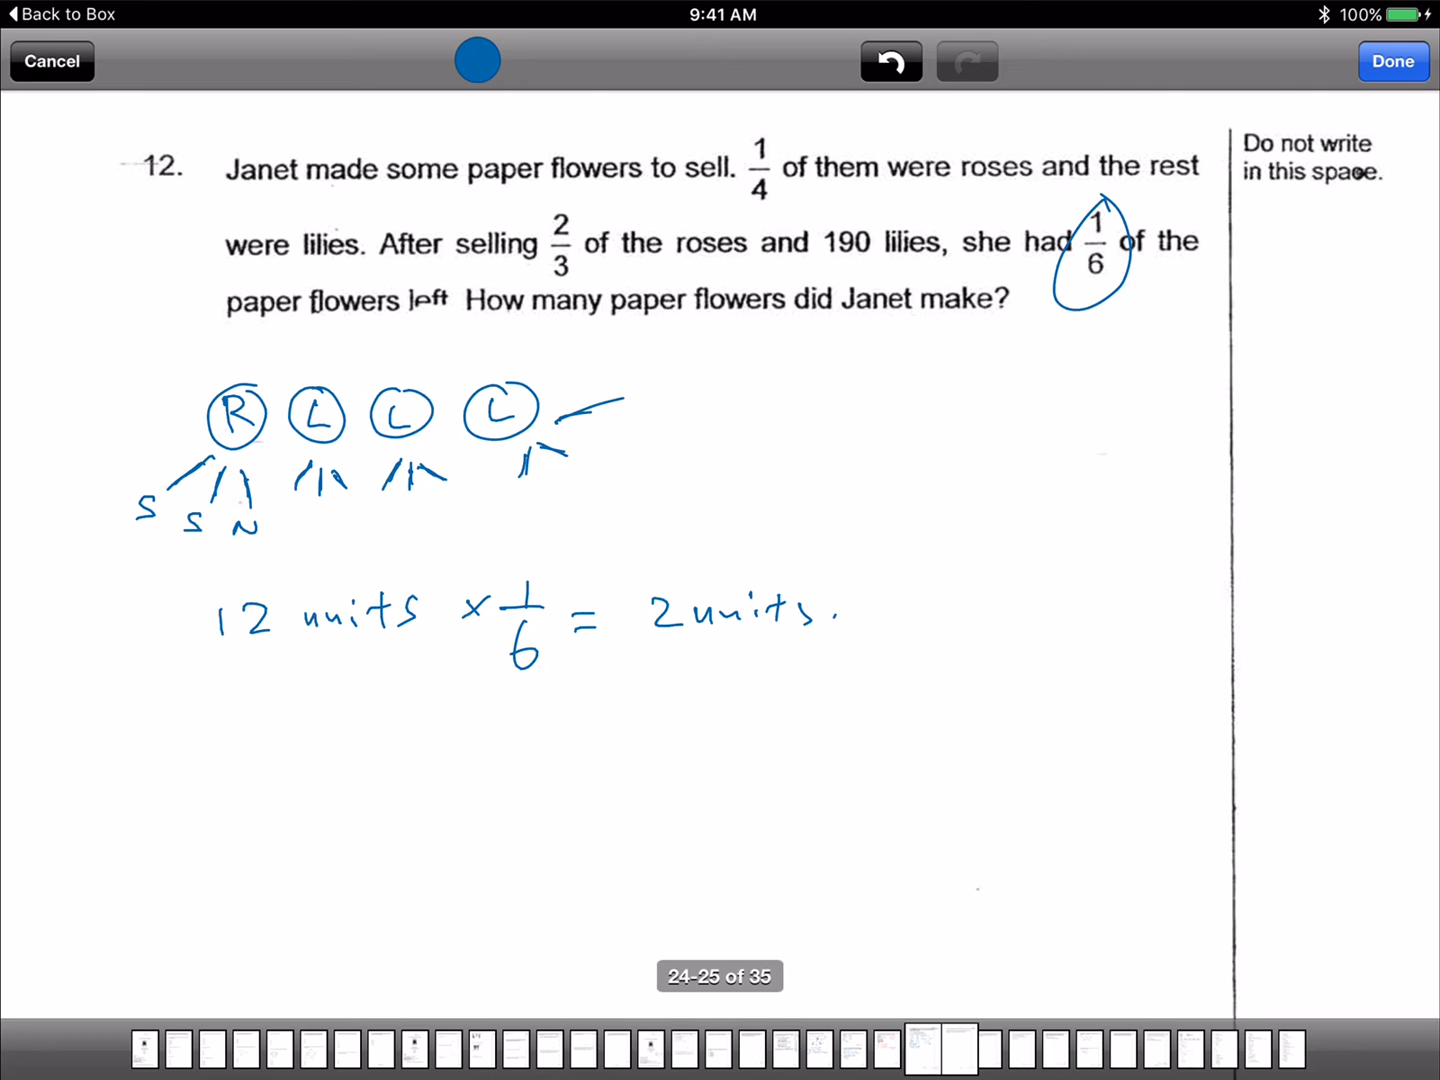 Back to Box
9:41 AM
100%
Cancel
Done
12. Janet made some paper flowers to sell. 1/4 of them were roses and the rest
were lilies. After selling 2/3 of the roses and 190 lilies, she had 1/6 of the
paper flowers left How many paper flowers did Janet make?
Do not write
in this space.
R L L L
S S N
12 units × 1/6 = 2 units.
24-25 of 35